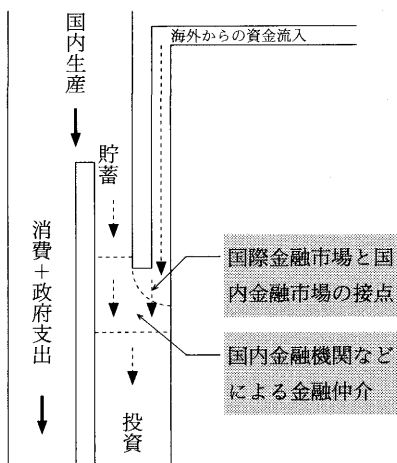 海外からの資金流入
国内生産
貯蓄
消費＋政府支出
国際金融市場と国
内金融市場の接点
国内金融機関など
による金融仲介
投資